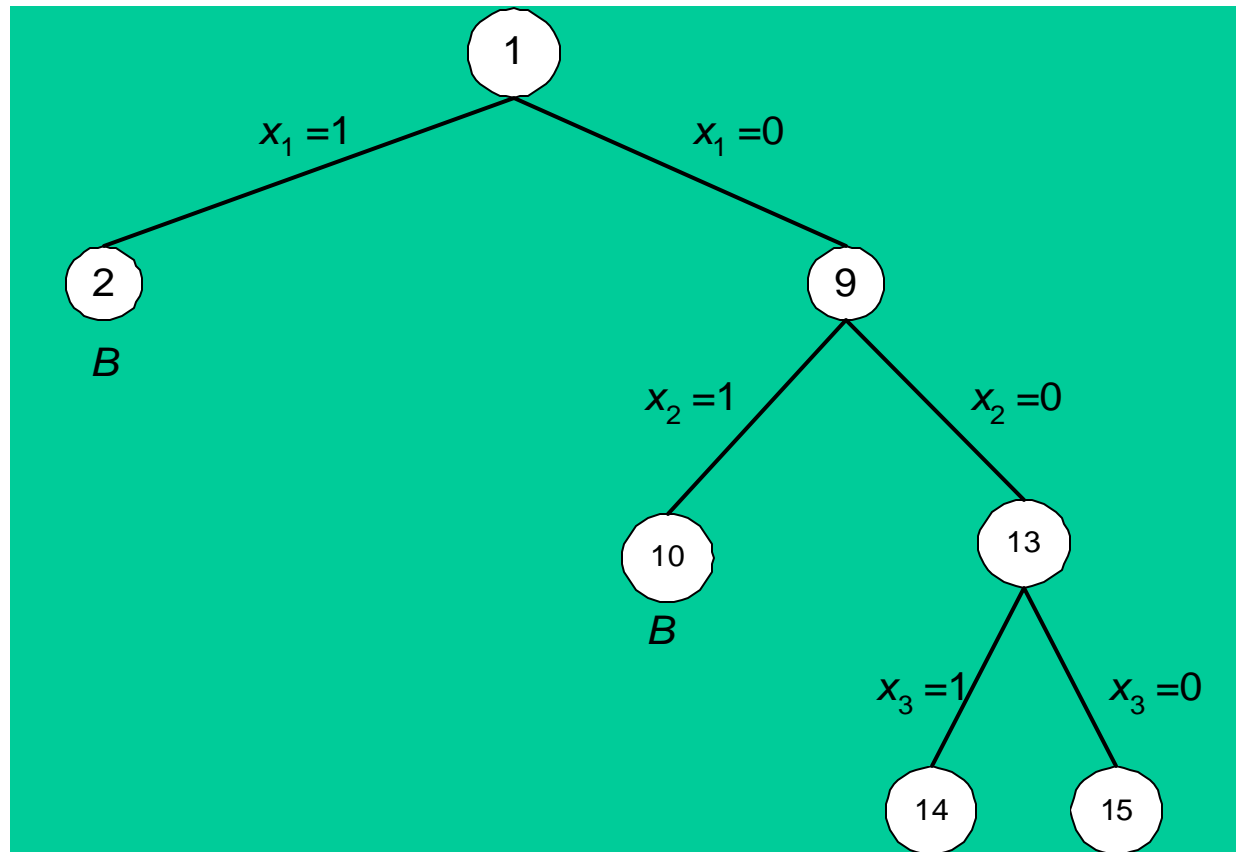 1
x₁ =1
x₁ =0
2
9
B
x₂ =1
x₂ =0
10
13
B
x₃ =1
x₃ =0
14
15